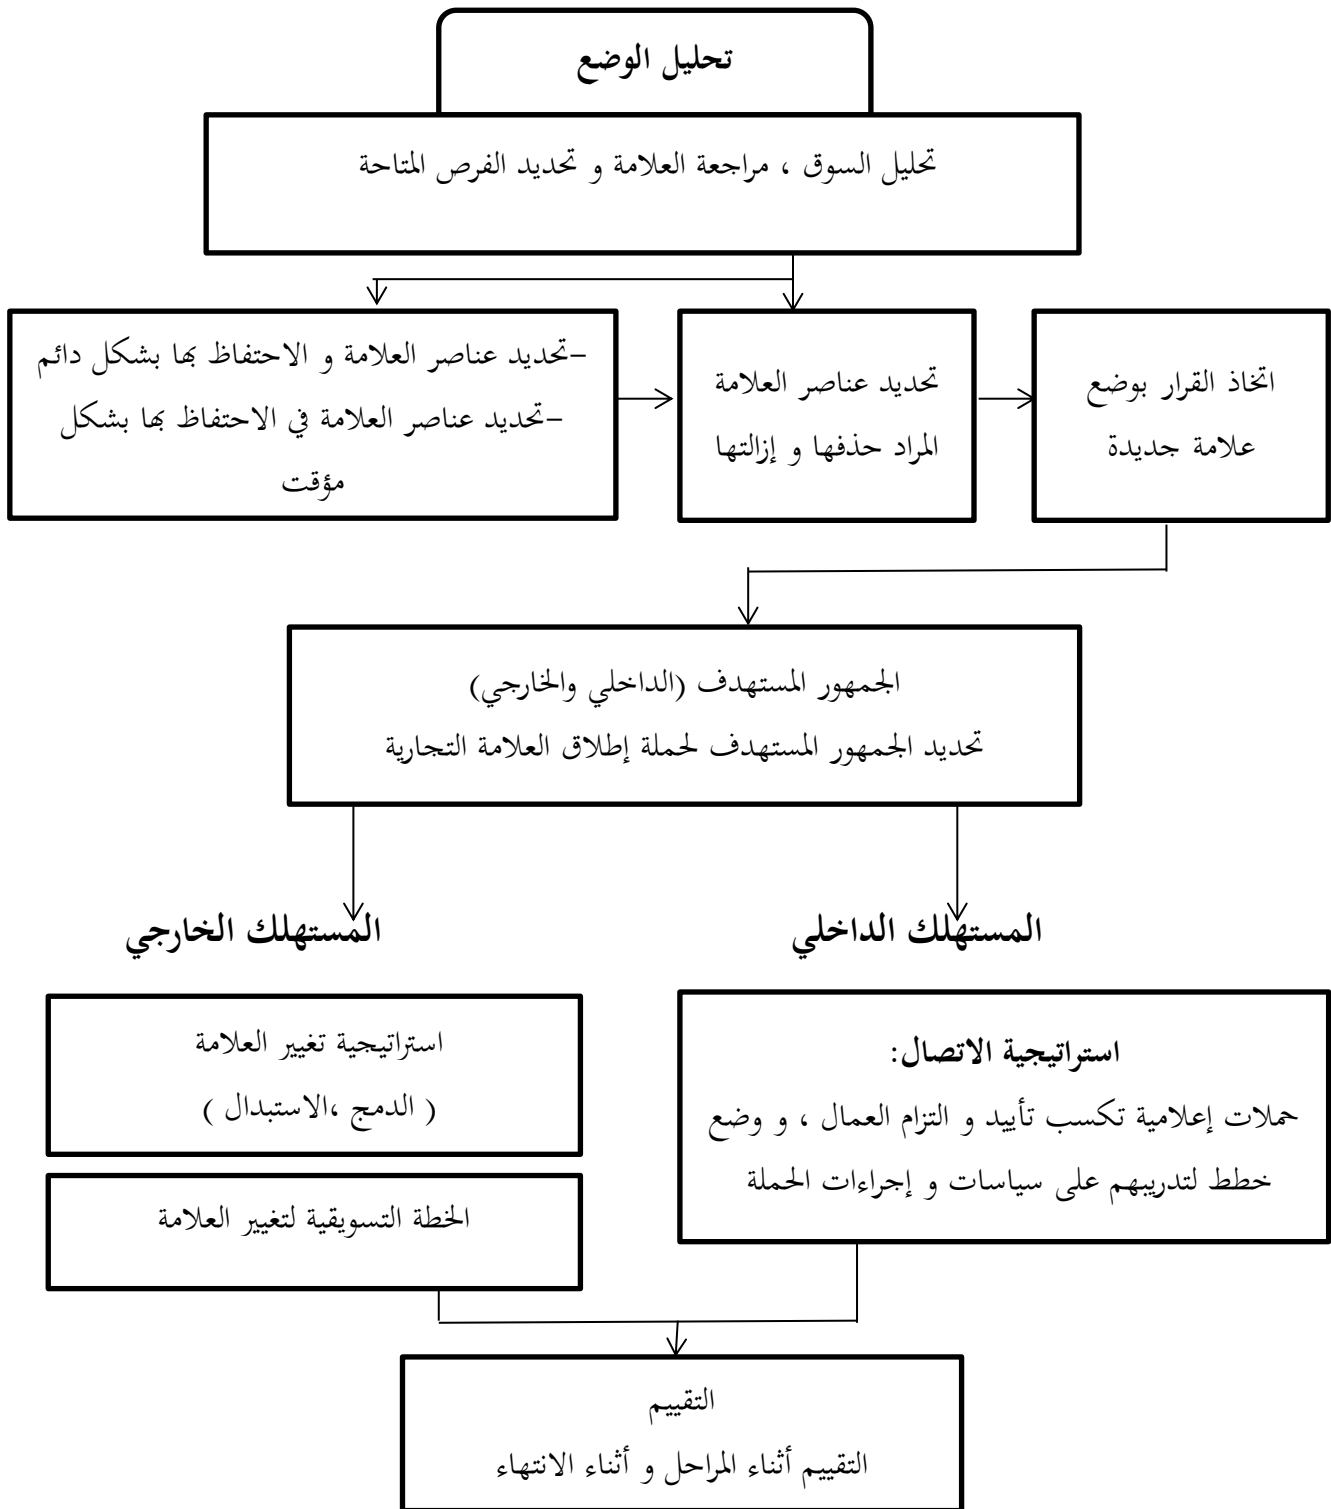 تحليل الوضع
تحليل السوق ، مراجعة العلامة و تحديد الفرص المتاحة
اتخاذ القرار بوضع
علامة جديدة
تحديد عناصر العلامة
المراد حذفها و إزالتها
-تحديد عناصر العلامة و الاحتفاظ بها بشكل دائم
-تحديد عناصر العلامة في الاحتفاظ بها بشكل
مؤقت
الجمهور المستهدف (الداخلي والخارجي)
تحديد الجمهور المستهدف لحملة إطلاق العلامة التجارية
المستهلك الداخلي
استراتيجية الاتصال:
حملات إعلامية تكسب تأييد و التزام العمال ، و وضع
خطط لتدريبهم على سياسات و إجراءات الحملة
المستهلك الخارجي
استراتيجية تغيير العلامة
( الدمج ،الاستبدال )
الخطة التسويقية لتغيير العلامة
التقييم
التقييم أثناء المراحل و أثناء الانتهاء